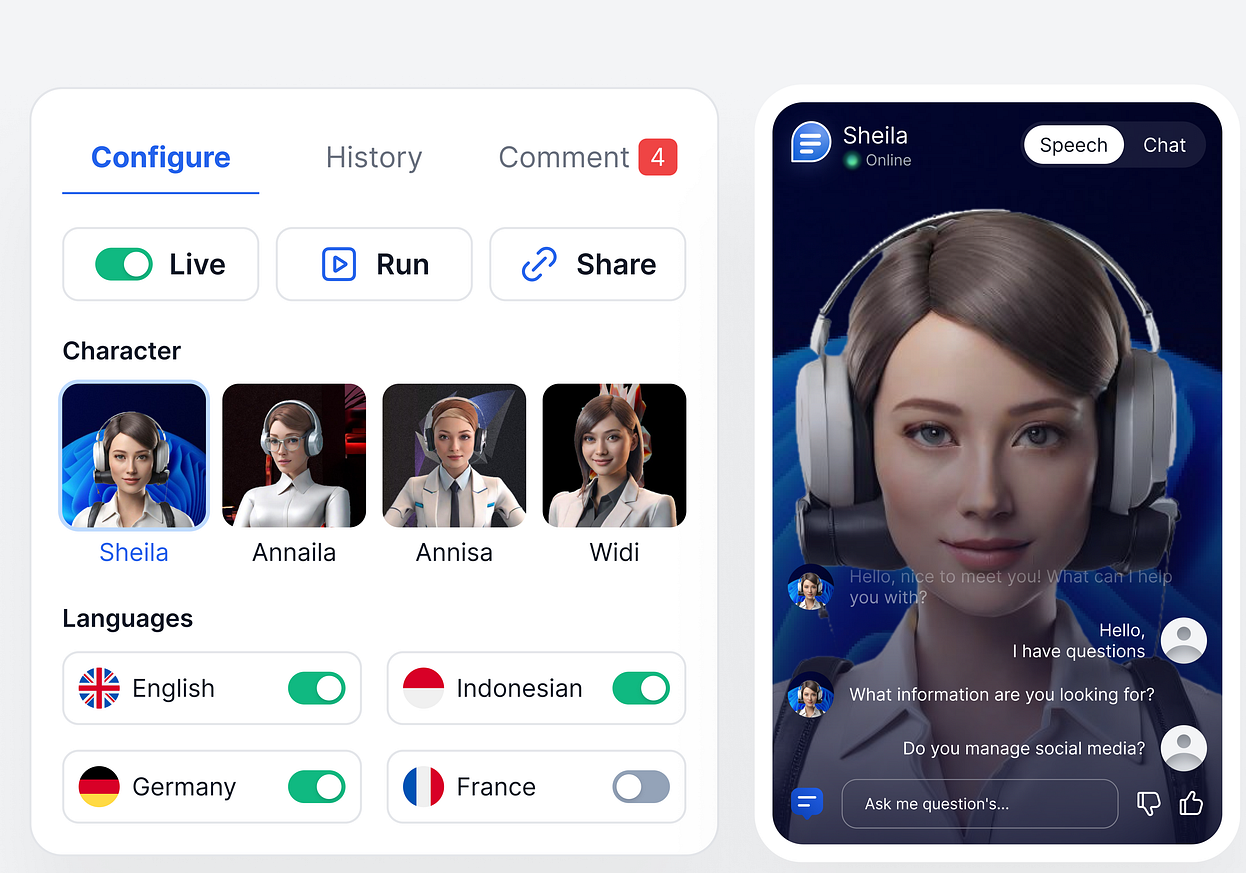 Configure
History
Comment 4
Live
Run
Share
Character
Sheila
Annaila
Annisa
Widi
Languages
English
Indonesian
Germany
France
Sheila
Online
Speech
Chat
Hello, nice to meet you! What can I help
you with?
Hello,
I have questions
What information are you looking for?
Do you manage social media?
Ask me question's...